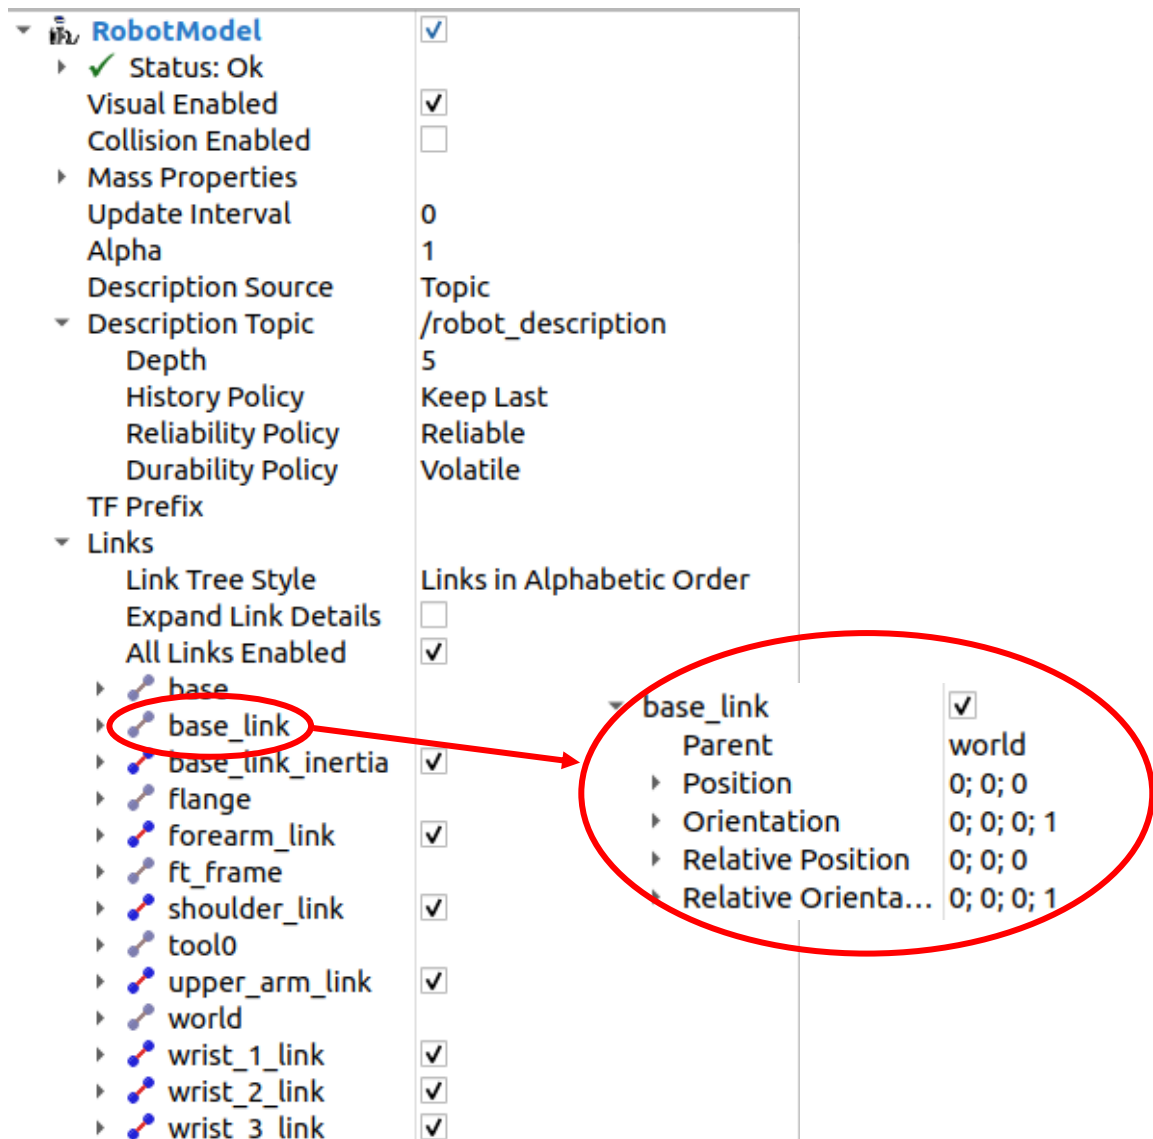 RobotModel
Status: Ok
Visual Enabled
Collision Enabled
Mass Properties
Update Interval 0
Alpha 1
Description Source Topic
Description Topic /robot_description
Depth 5
History Policy Keep Last
Reliability Policy Reliable
Durability Policy Volatile
TF Prefix
Links
Link Tree Style Links in Alphabetic Order
Expand Link Details
All Links Enabled
base
base_link
base_link_inertia
flange
forearm_link
ft_frame
shoulder_link
tool0
upper_arm_link
world
wrist_1_link
wrist_2_link
wrist_3_link
base_link
Parent world
Position 0; 0; 0
Orientation 0; 0; 0; 1
Relative Position 0; 0; 0
Relative Orienta... 0; 0; 0; 1